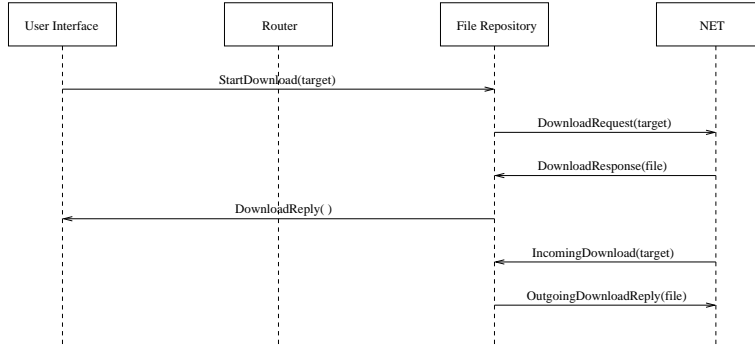 User Interface
Router
File Repository
NET
StartDownload(target)
DownloadRequest(target)
DownloadResponse(file)
DownloadReply( )
IncomingDownload(target)
OutgoingDownloadReply(file)